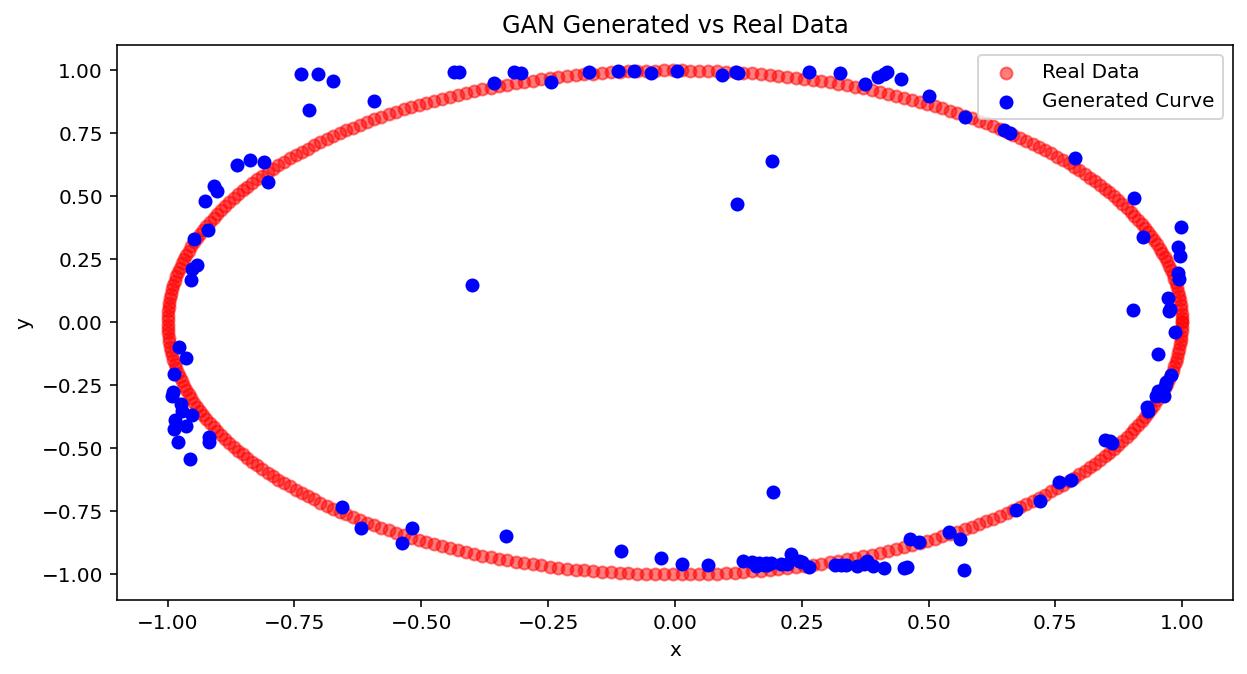 GAN Generated vs Real Data
Real Data
Generated Curve
1.00
0.75
0.50
0.25
0.00
−0.25
−0.50
−0.75
−1.00
y
−1.00 −0.75 −0.50 −0.25 0.00 0.25 0.50 0.75 1.00
x